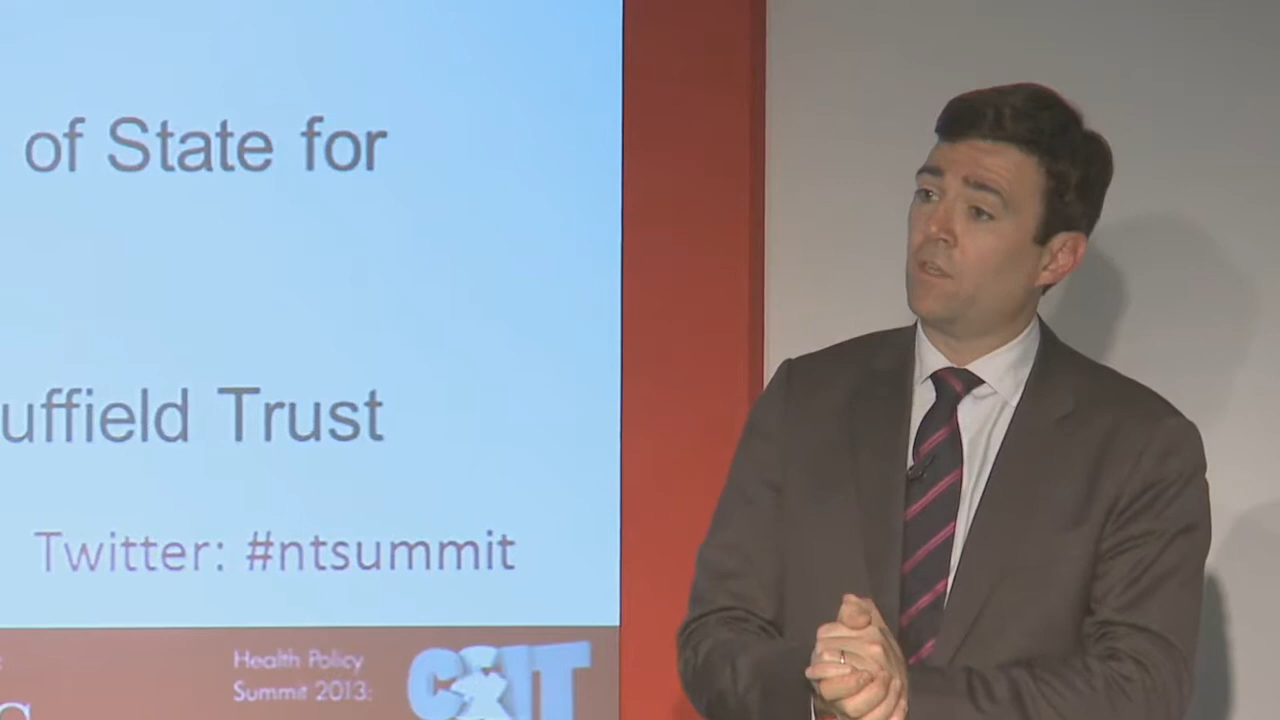 of State for
uffield Trust
Twitter: #ntsummit
Health Policy
Summit 2013: